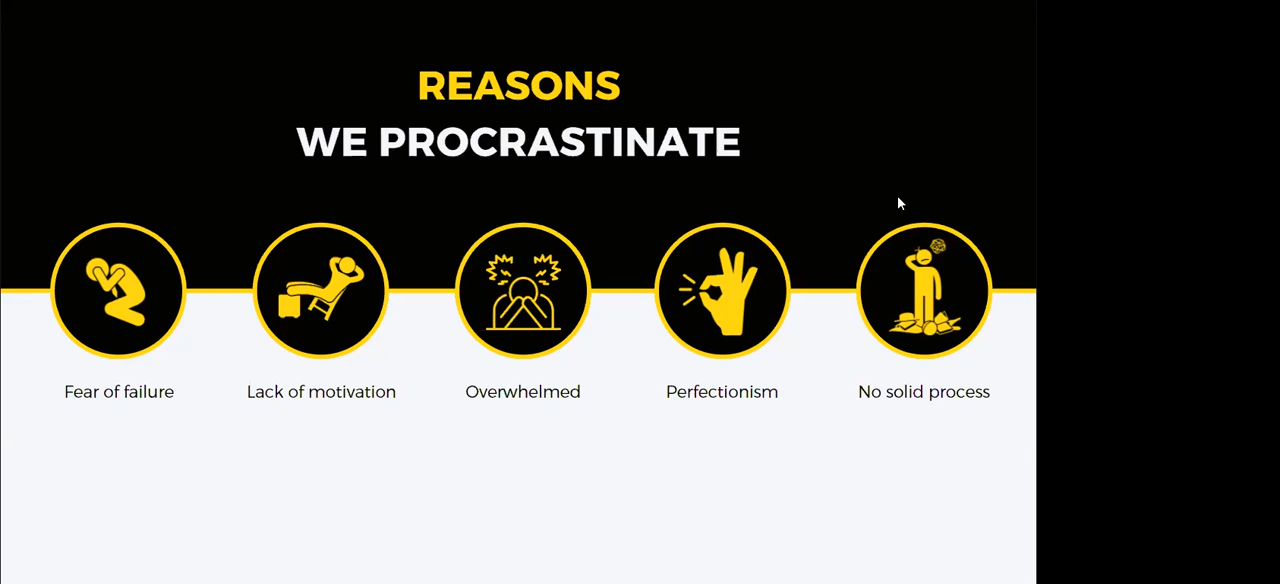 REASONS
WE PROCRASTINATE
Fear of failure
Lack of motivation
Overwhelmed
Perfectionism
No solid process